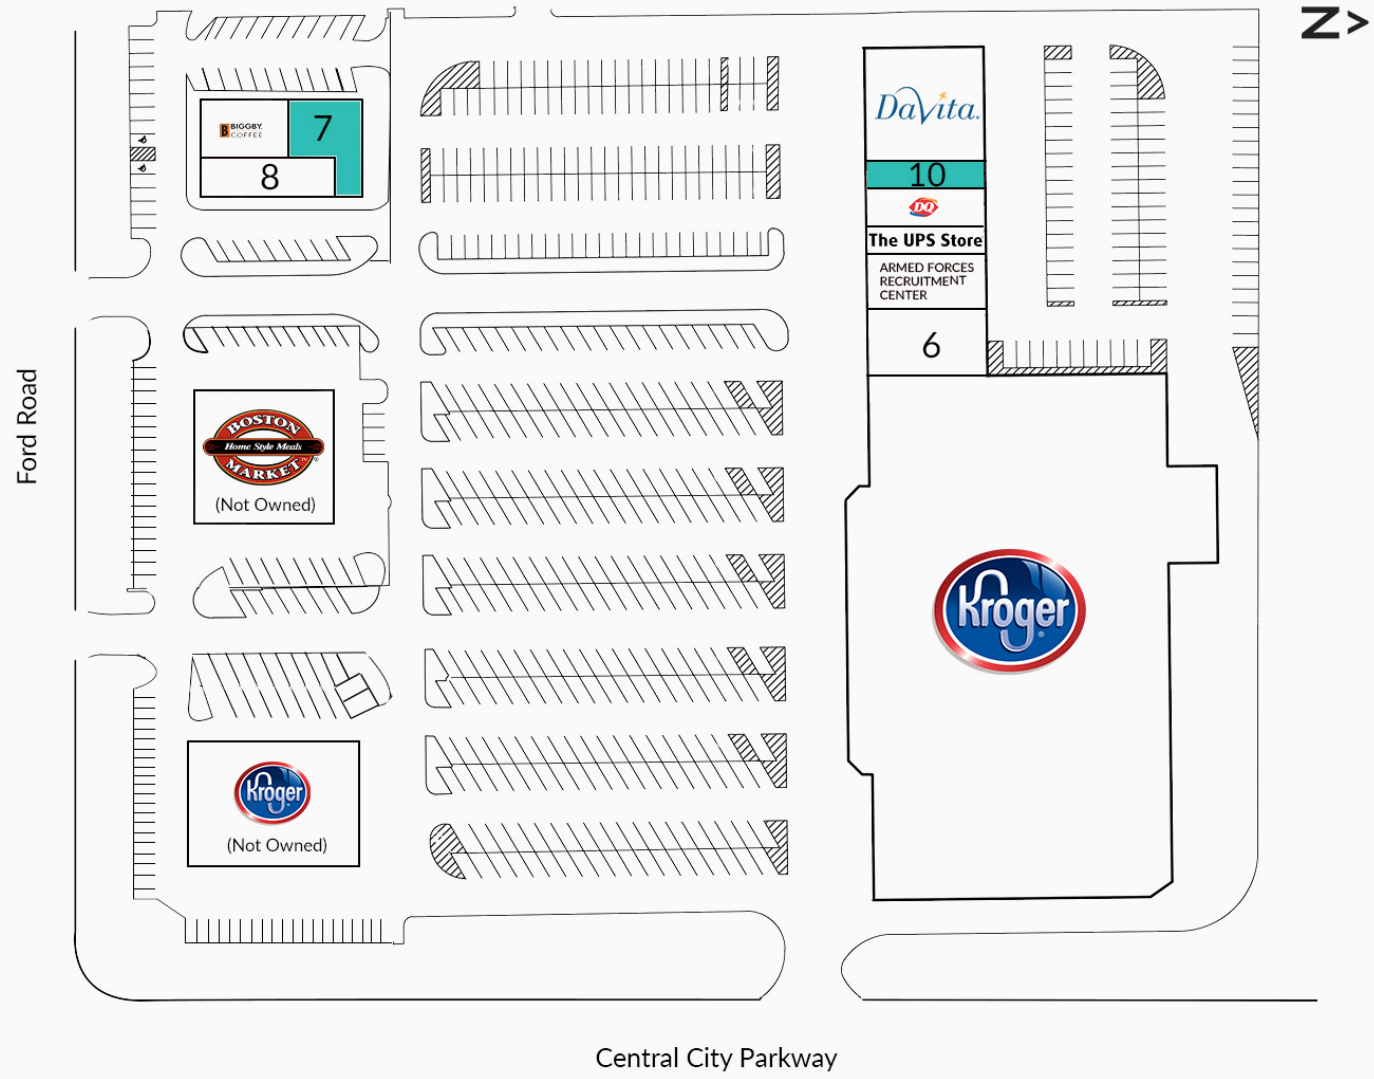 Z >
BIGGBY.
COFFEE
7
8
DaVita.
10
DQ
The UPS Store
ARMED FORCES
RECRUITMENT
CENTER
6
Ford Road
BOSTON
Home Style Meals
MARKET
(Not Owned)
Kroger
Kroger
(Not Owned)
Central City Parkway